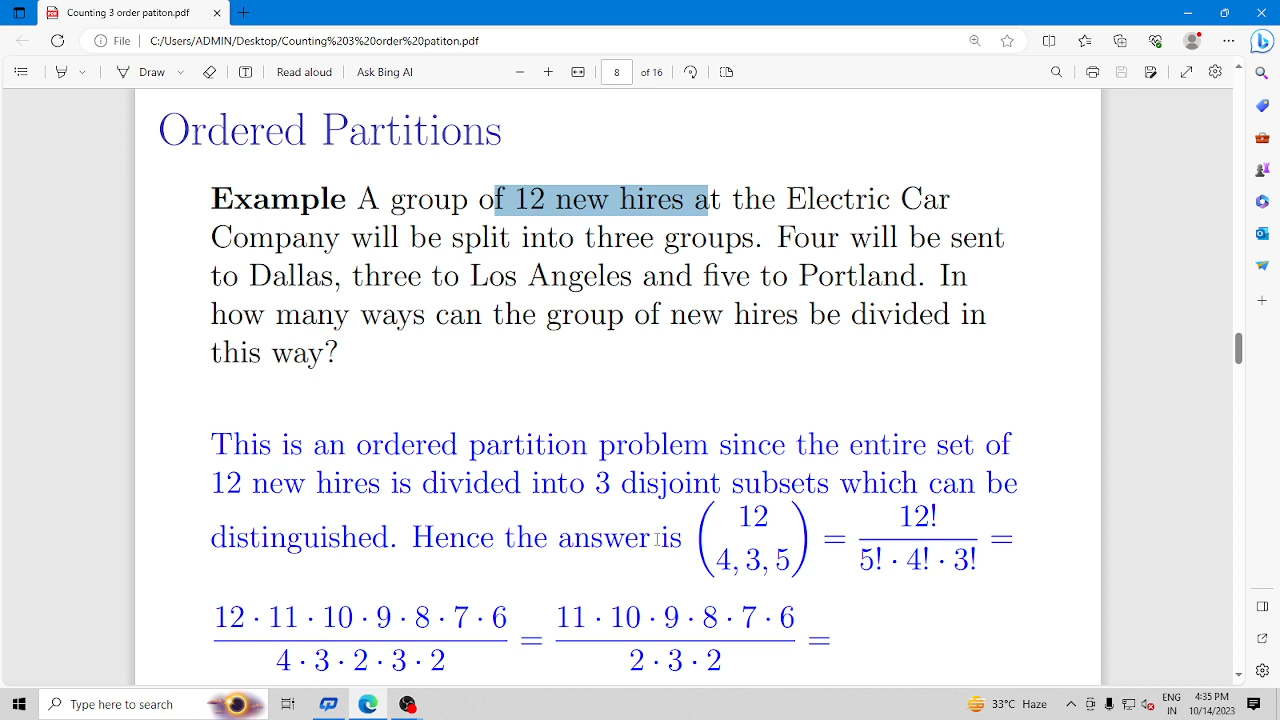 Counting 3 order patiton.pdf
File
C:/Users/ADMIN/Desktop/Counting%203%20order%20patiton.pdf
Draw
Read aloud
Ask Bing AI
8 of 16
Ordered Partitions
Example A group of 12 new hires at the Electric Car
Company will be split into three groups. Four will be sent
to Dallas, three to Los Angeles and five to Portland. In
how many ways can the group of new hires be divided in
this way?
This is an ordered partition problem since the entire set of
12 new hires is divided into 3 disjoint subsets which can be
distinguished. Hence the answer is (12 / 4, 3, 5) = 12! / 5! · 4! · 3! =
12 · 11 · 10 · 9 · 8 · 7 · 6 / 4 · 3 · 2 · 3 · 2 = 11 · 10 · 9 · 8 · 7 · 6 / 2 · 3 · 2 =
Type here to search
33°C Haze
ENG
IN
4:35 PM
10/14/2023